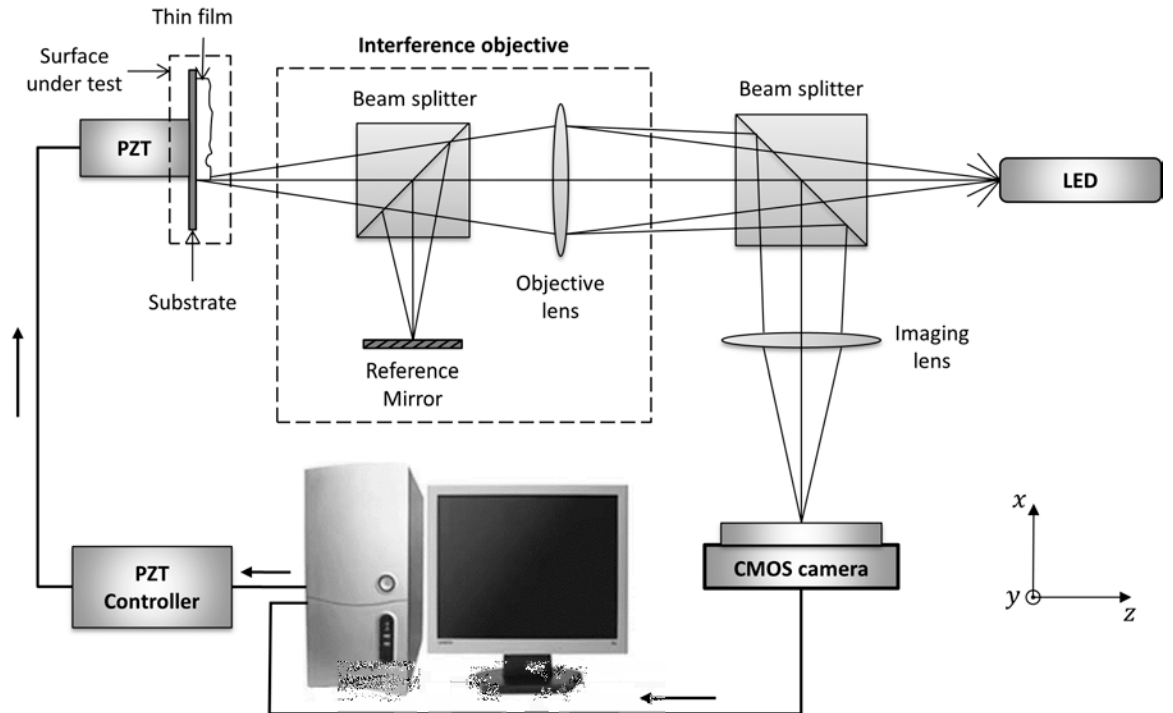 Thin film
Surface
under test
Interference objective
Beam splitter
Beam splitter
PZT
LED
Substrate
Objective
lens
Reference
Mirror
Imaging
lens
PZT
Controller
CMOS camera
x
y
z